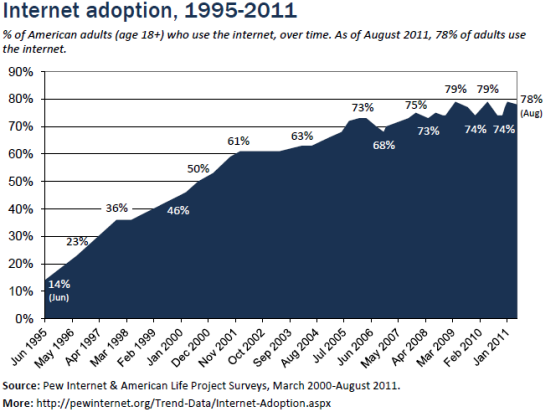 Internet adoption, 1995-2011
% of American adults (age 18+) who use the internet, over time. As of August 2011, 78% of adults use
the internet.
90%
80%
70%
60%
50%
40%
30%
20%
10%
0%
14%
(Jun)
23%
36%
46%
50%
61%
63%
73%
68%
75%
73%
79%
74%
79%
74%
78%
(Aug)
Jun 1995
May 1996
Apr 1997
Mar 1998
Feb 1999
Jan 2000
Dec 2000
Nov 2001
Oct 2002
Sep 2003
Aug 2004
Jul 2005
Jun 2006
May 2007
Apr 2008
Mar 2009
Feb 2010
Jan 2011
Source: Pew Internet & American Life Project Surveys, March 2000-August 2011.
More: http://pewinternet.org/Trend-Data/Internet-Adoption.aspx